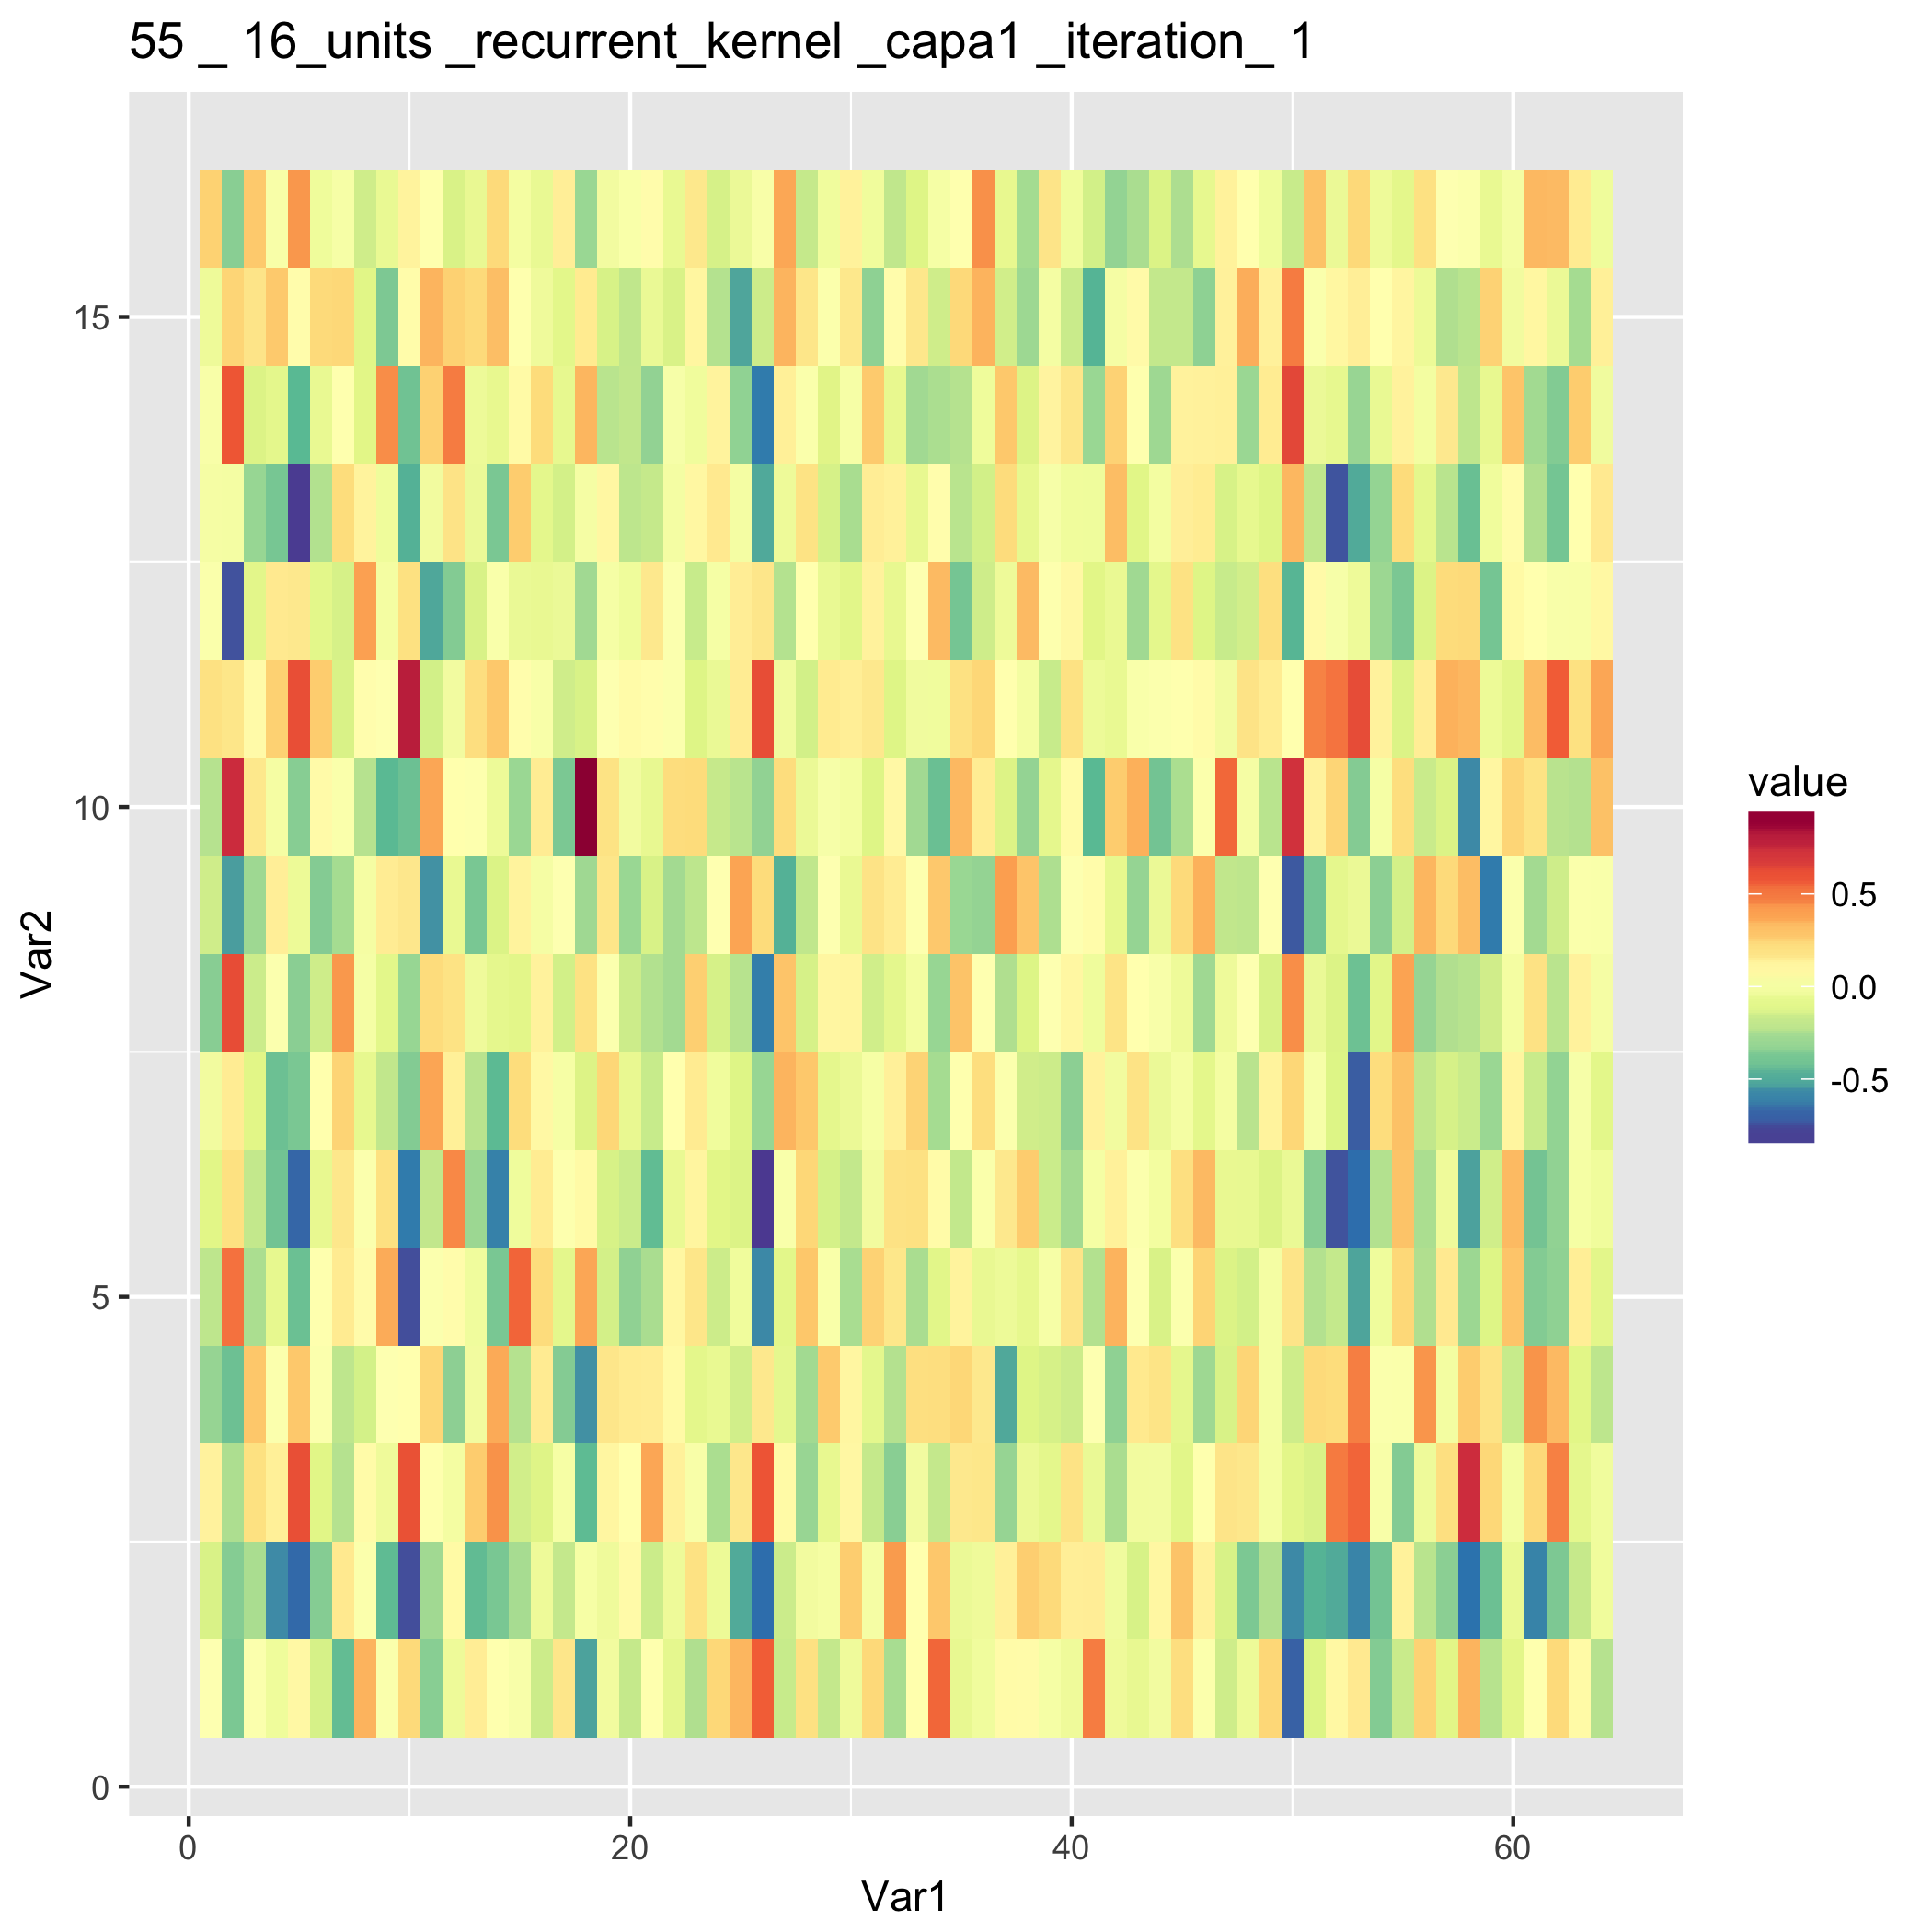 55 _ 16_units _recurrent_kernel _capa1 _iteration_ 1
15
10
5
0
Var2
0 20 40 60
Var1
value
0.5
0.0
-0.5